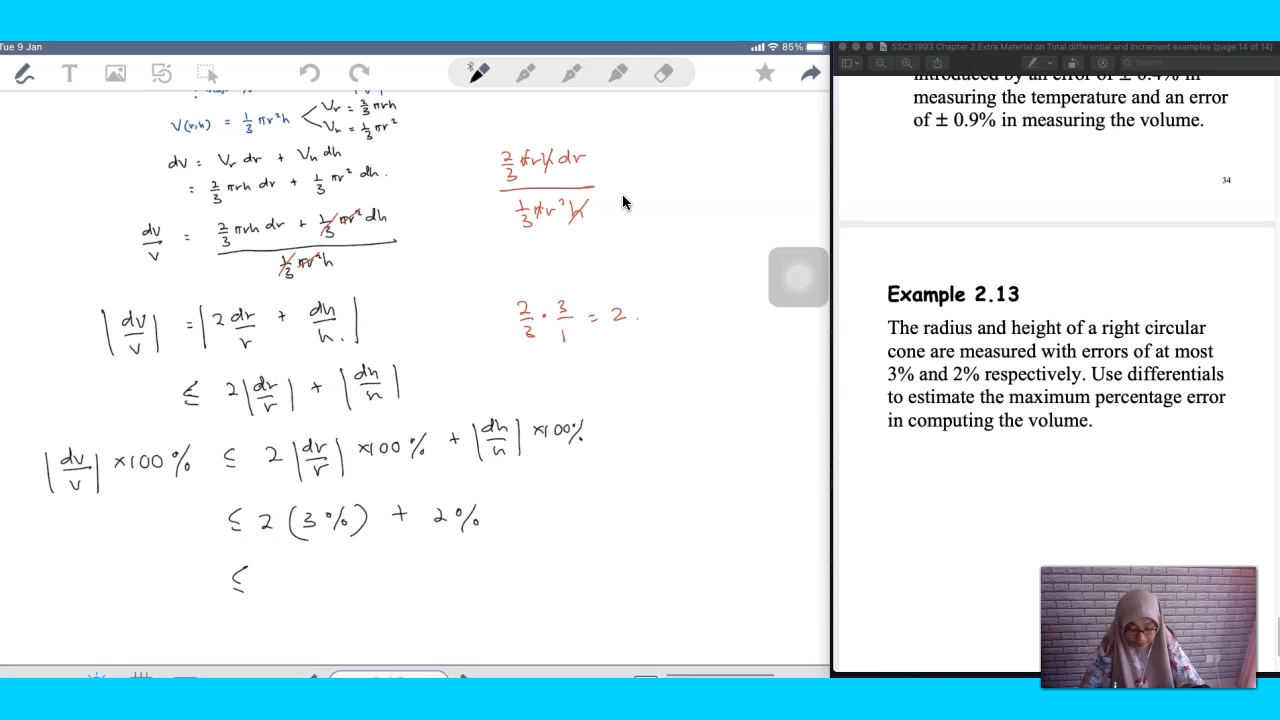 Tue 9 Jan
85%
V(r,h) = 1/3 πr²h
Vr = 2/3 πrh
Vh = 1/3 πr²
dv = Vr dr + Vh dh
= 2/3 πrh dr + 1/3 πr² dh.
dv/v = (2/3 πrh dr + 1/3 πr² dh) / (1/3 πr²h)
|dv/v| = |2 dr/r + dh/h.|
≤ 2|dr/r| + |dh/h|
|dv/v| ×100% ≤ 2|dr/r| ×100% + |dh/h| ×100%
≤ 2(3%) + 2%
≤
(2/3 πrh dr) / (1/3 πr²h)
2/3 · 3/1 = 2.
SSCE1993 Chapter 2 Extra Material on Total differential and Increment examples (page 14 of 14)
Search
introduced by an error of ± 0.4% in
measuring the temperature and an error
of ± 0.9% in measuring the volume.
34
Example 2.13
The radius and height of a right circular
cone are measured with errors of at most
3% and 2% respectively. Use differentials
to estimate the maximum percentage error
in computing the volume.